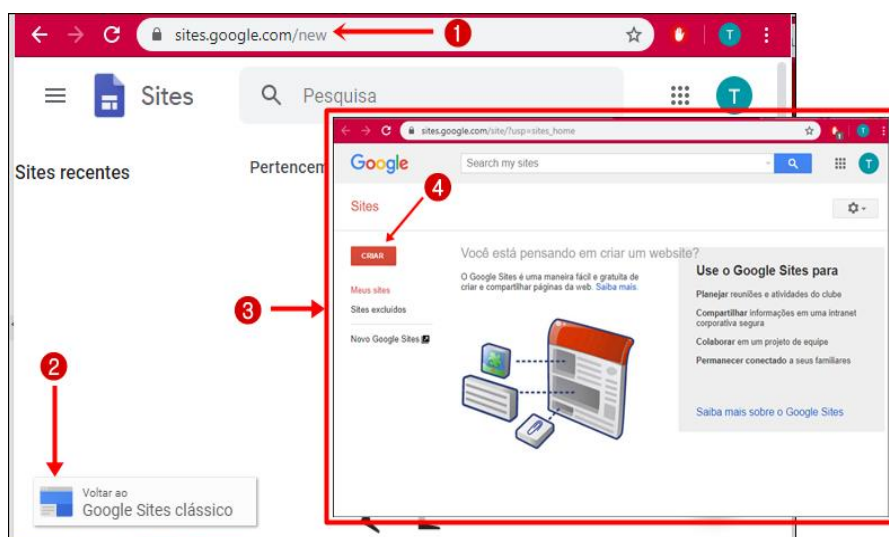 sites.google.com/new
1
T
Sites
Pesquisa
T
Sites recentes
Pertencem
sites.google.com/site/?usp=sites_home
T
Google
Search my sites
T
4
Sites
CRIAR
Você está pensando em criar um website?
O Google Sites é uma maneira fácil e gratuita de
criar e compartilhar páginas da web. Saiba mais.
Meus sites
Sites excluídos
Novo Google Sites
Use o Google Sites para
Planejar reuniões e atividades do clube
Compartilhar informações em uma intranet
corporativa segura
Colaborar em um projeto de equipe
Permanecer conectado a seus familiares
Saiba mais sobre o Google Sites
3
2
Voltar ao
Google Sites clássico